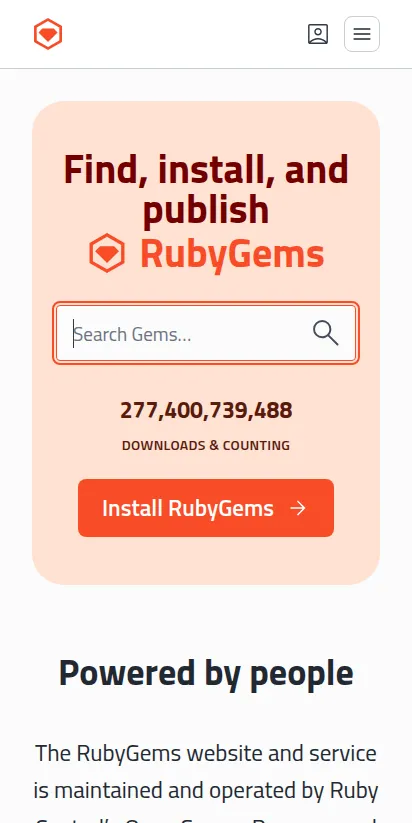 Find, install, and
publish
RubyGems
Search Gems…
277,400,739,488
DOWNLOADS & COUNTING
Install RubyGems →
Powered by people
The RubyGems website and service
is maintained and operated by Ruby